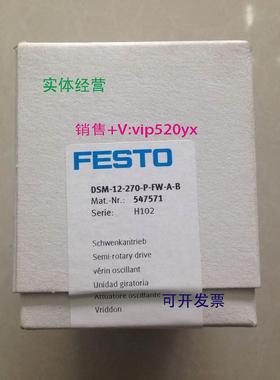 实体经营
销售+V:vip520yx
FESTO
DSM-12-270-P-FW-A-B
Mat.-Nr.: 547571
Serie: H102
Schwenkantrieb
Semi-rotary drive
vérin oscillant
Unidad giratoria
Attuatore oscillante
Vriddon
可开发票